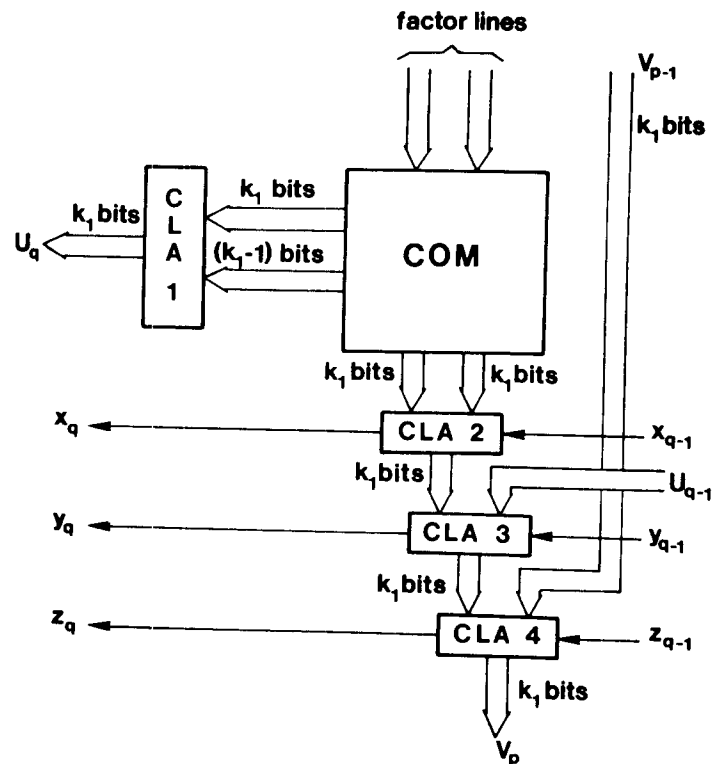 factor lines
V_{p-1}
k_1 bits
C L A 1
k_1 bits
k_1 bits
U_q
(k_1-1) bits
COM
k_1 bits
k_1 bits
x_q
CLA 2
x_{q-1}
k_1 bits
U_{q-1}
y_q
CLA 3
y_{q-1}
k_1 bits
z_q
CLA 4
z_{q-1}
k_1 bits
V_p